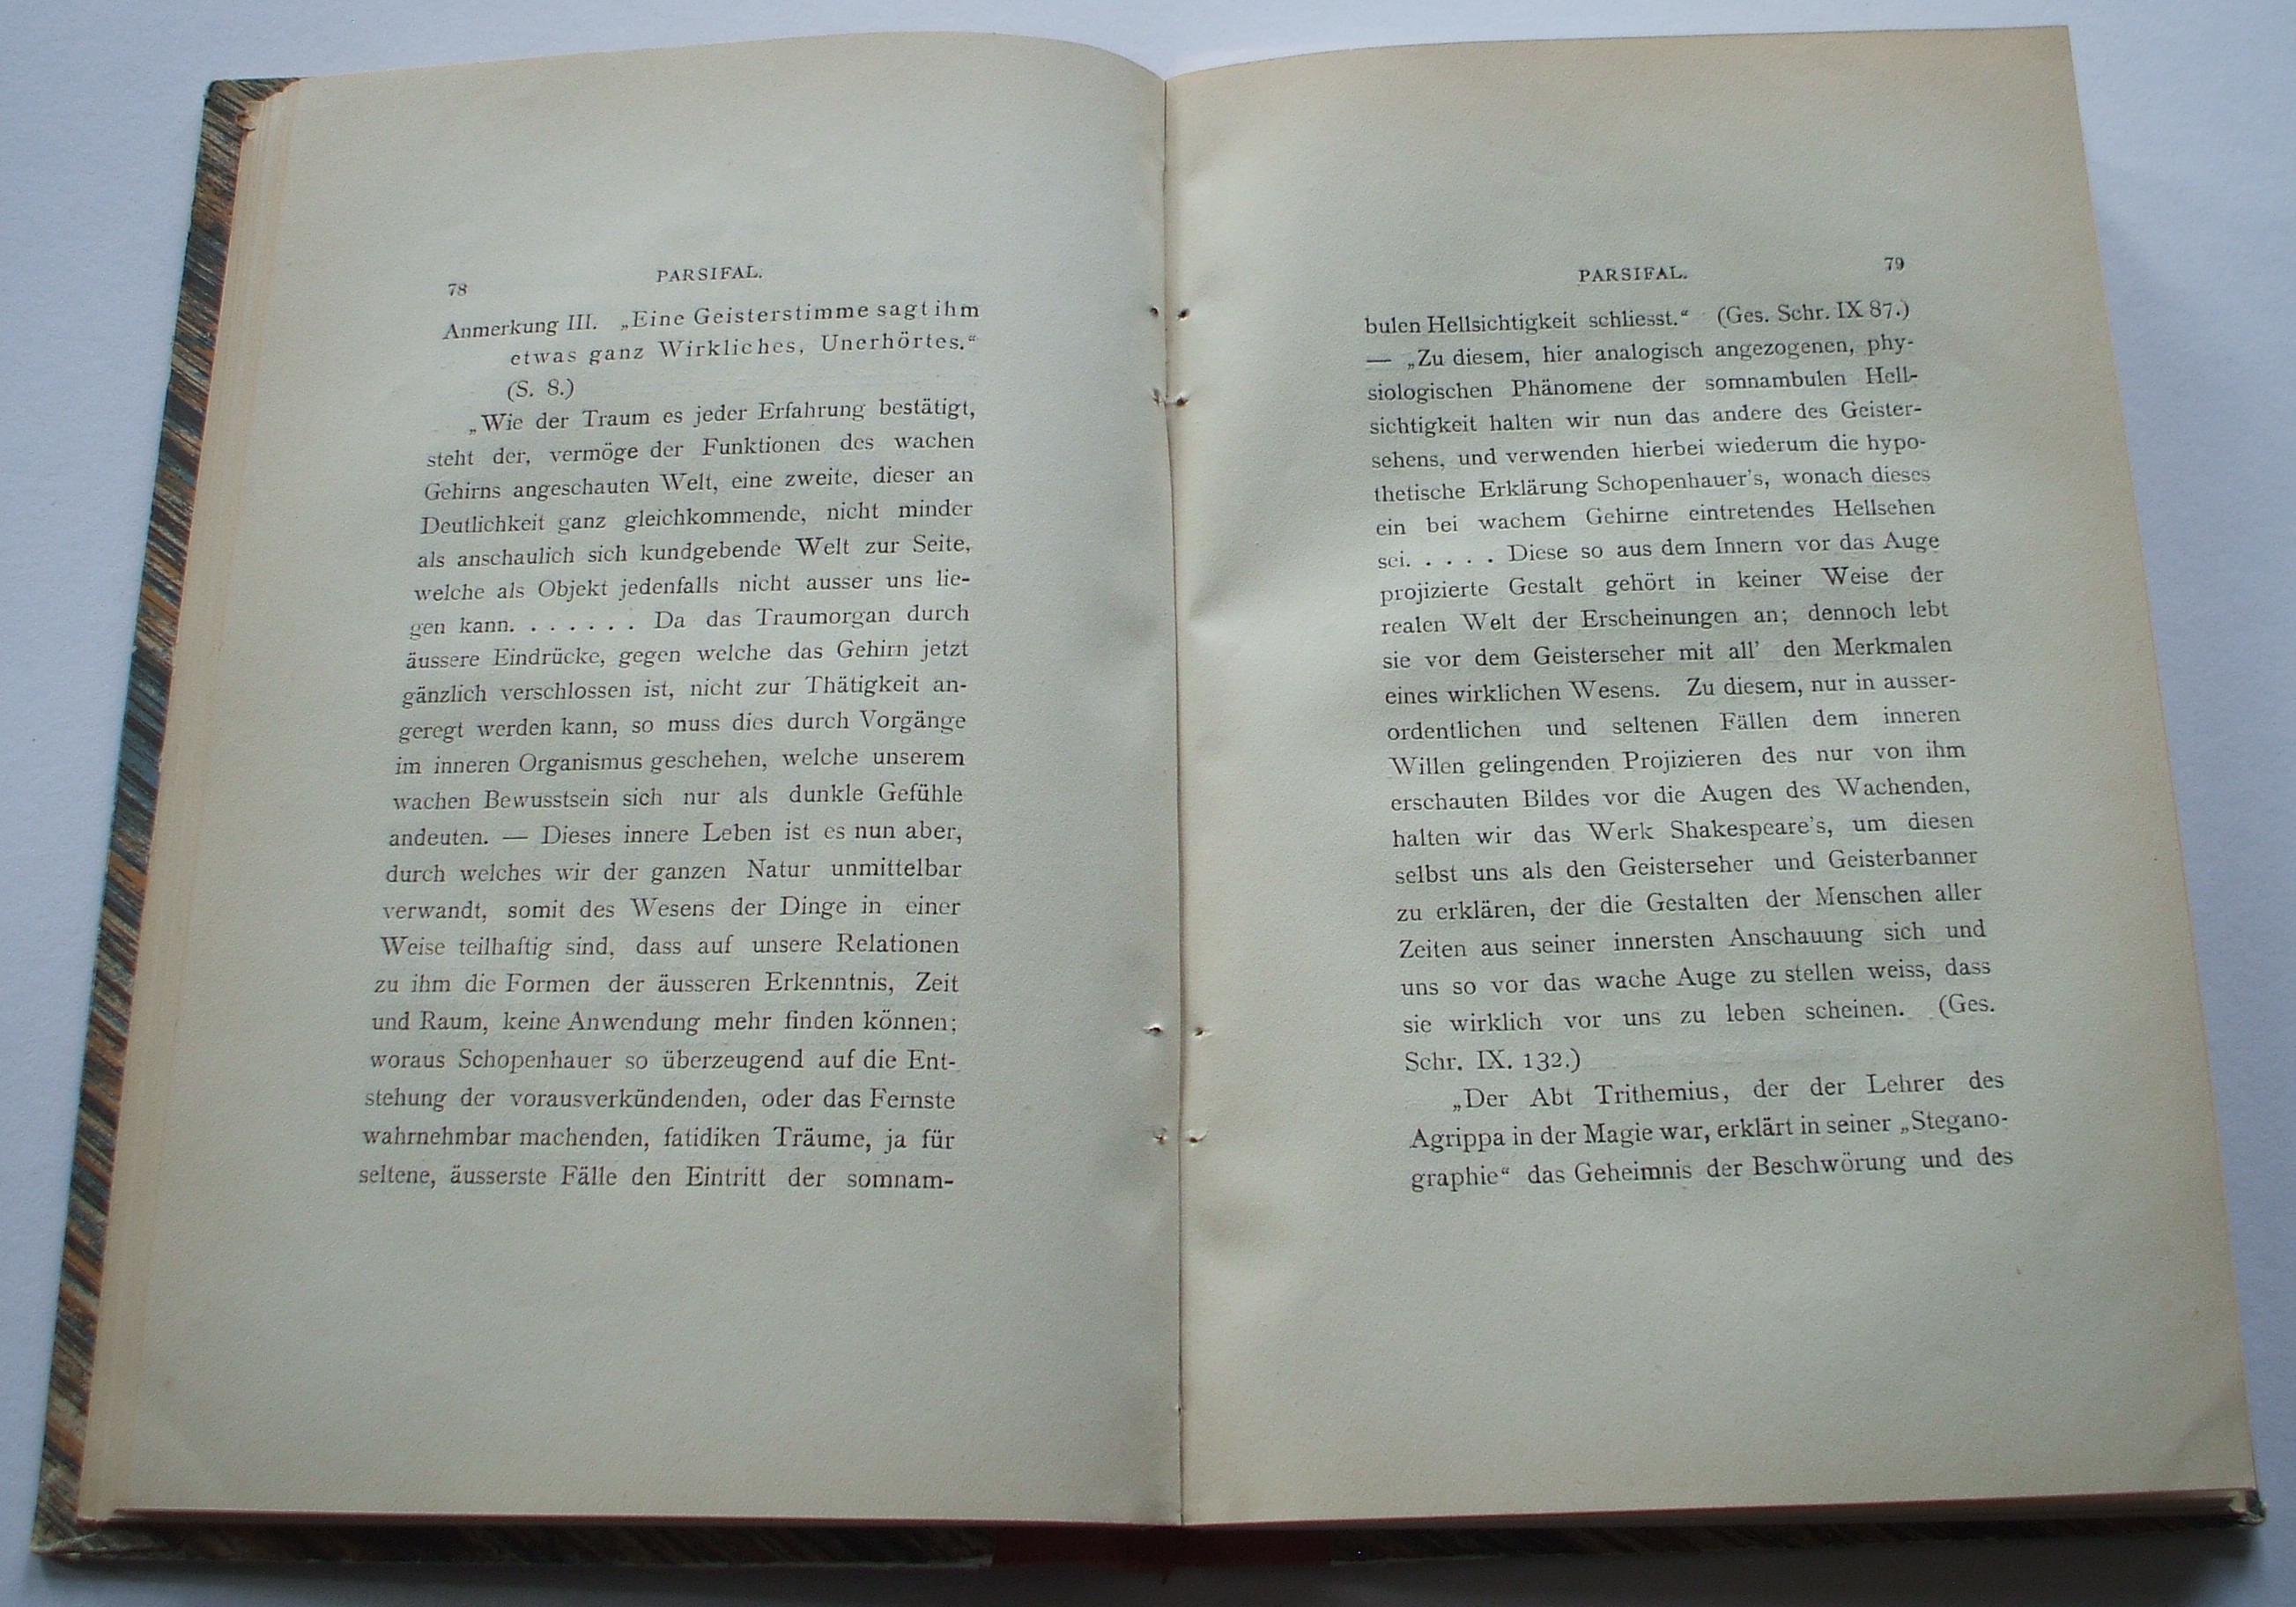 78
PARSIFAL.
Anmerkung III. „Eine Geisterstimme sagt ihm
etwas ganz Wirkliches, Unerhörtes.“
(S. 8.)
„Wie der Traum es jeder Erfahrung bestätigt,
steht der, vermöge der Funktionen des wachen
Gehirns angeschauten Welt, eine zweite, dieser an
Deutlichkeit ganz gleichkommende, nicht minder
als anschaulich sich kundgebende Welt zur Seite,
welche als Objekt jedenfalls nicht ausser uns lie-
gen kann. . . . . . . Da das Traumorgan durch
äussere Eindrücke, gegen welche das Gehirn jetzt
gänzlich verschlossen ist, nicht zur Thätigkeit an-
geregt werden kann, so muss dies durch Vorgänge
im inneren Organismus geschehen, welche unserem
wachen Bewusstsein sich nur als dunkle Gefühle
andeuten. — Dieses innere Leben ist es nun aber,
durch welches wir der ganzen Natur unmittelbar
verwandt, somit des Wesens der Dinge in einer
Weise teilhaftig sind, dass auf unsere Relationen
zu ihm die Formen der äusseren Erkenntnis, Zeit
und Raum, keine Anwendung mehr finden können;
woraus Schopenhauer so überzeugend auf die Ent-
stehung der vorausverkündenden, oder das Fernste
wahrnehmbar machenden, fatidiken Träume, ja für
seltene, äusserste Fälle den Eintritt der somnam-
PARSIFAL.
79
bulen Hellsichtigkeit schliesst.“ (Ges. Schr. IX 87.)
— „Zu diesem, hier analogisch angezogenen, phy-
siologischen Phänomene der somnambulen Hell-
sichtigkeit halten wir nun das andere des Geister-
sehens, und verwenden hierbei wiederum die hypo-
thetische Erklärung Schopenhauer's, wonach dieses
ein bei wachem Gehirne eintretendes Hellsehen
sei. . . . . Diese so aus dem Innern vor das Auge
projizierte Gestalt gehört in keiner Weise der
realen Welt der Erscheinungen an; dennoch lebt
sie vor dem Geisterseher mit all' den Merkmalen
eines wirklichen Wesens. Zu diesem, nur in ausser-
ordentlichen und seltenen Fällen dem inneren
Willen gelingenden Projizieren des nur von ihm
erschauten Bildes vor die Augen des Wachenden,
halten wir das Werk Shakespeare's, um diesen
selbst uns als den Geisterseher und Geisterbanner
zu erklären, der die Gestalten der Menschen aller
Zeiten aus seiner innersten Anschauung sich und
uns so vor das wache Auge zu stellen weiss, dass
sie wirklich vor uns zu leben scheinen. (Ges.
Schr. IX. 132.)
„Der Abt Trithemius, der der Lehrer des
Agrippa in der Magie war, erklärt in seiner „Stegano-
graphie“ das Geheimnis der Beschwörung und des